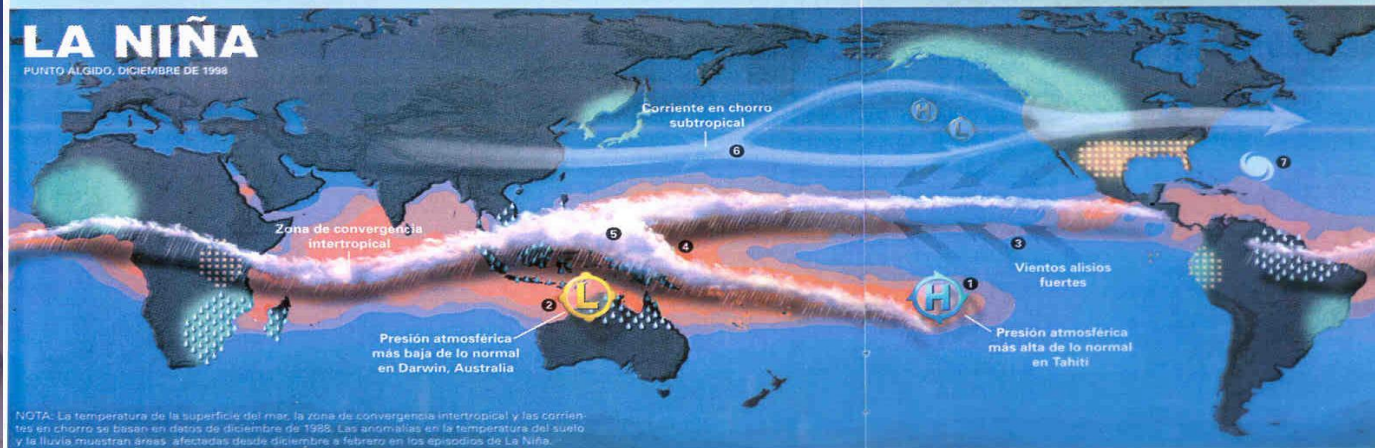 LA NIÑA
PUNTO ALGIDO, DICIEMBRE DE 1998
Corriente en chorro
subtropical
H
L
6
7
Zona de convergencia
intertropical
5
4
3
Vientos alisios
fuertes
2
L
H
1
Presión atmosférica
más baja de lo normal
en Darwin, Australia
Presión atmosférica
más alta de lo normal
en Tahití
NOTA: La temperatura de la superficie del mar, la zona de convergencia intertropical y las corrien-
tes en chorro se basan en datos de diciembre de 1988. Las anomalías en la temperatura del suelo
y la lluvia muestran áreas afectadas desde diciembre a febrero en los episodios de La Niña.